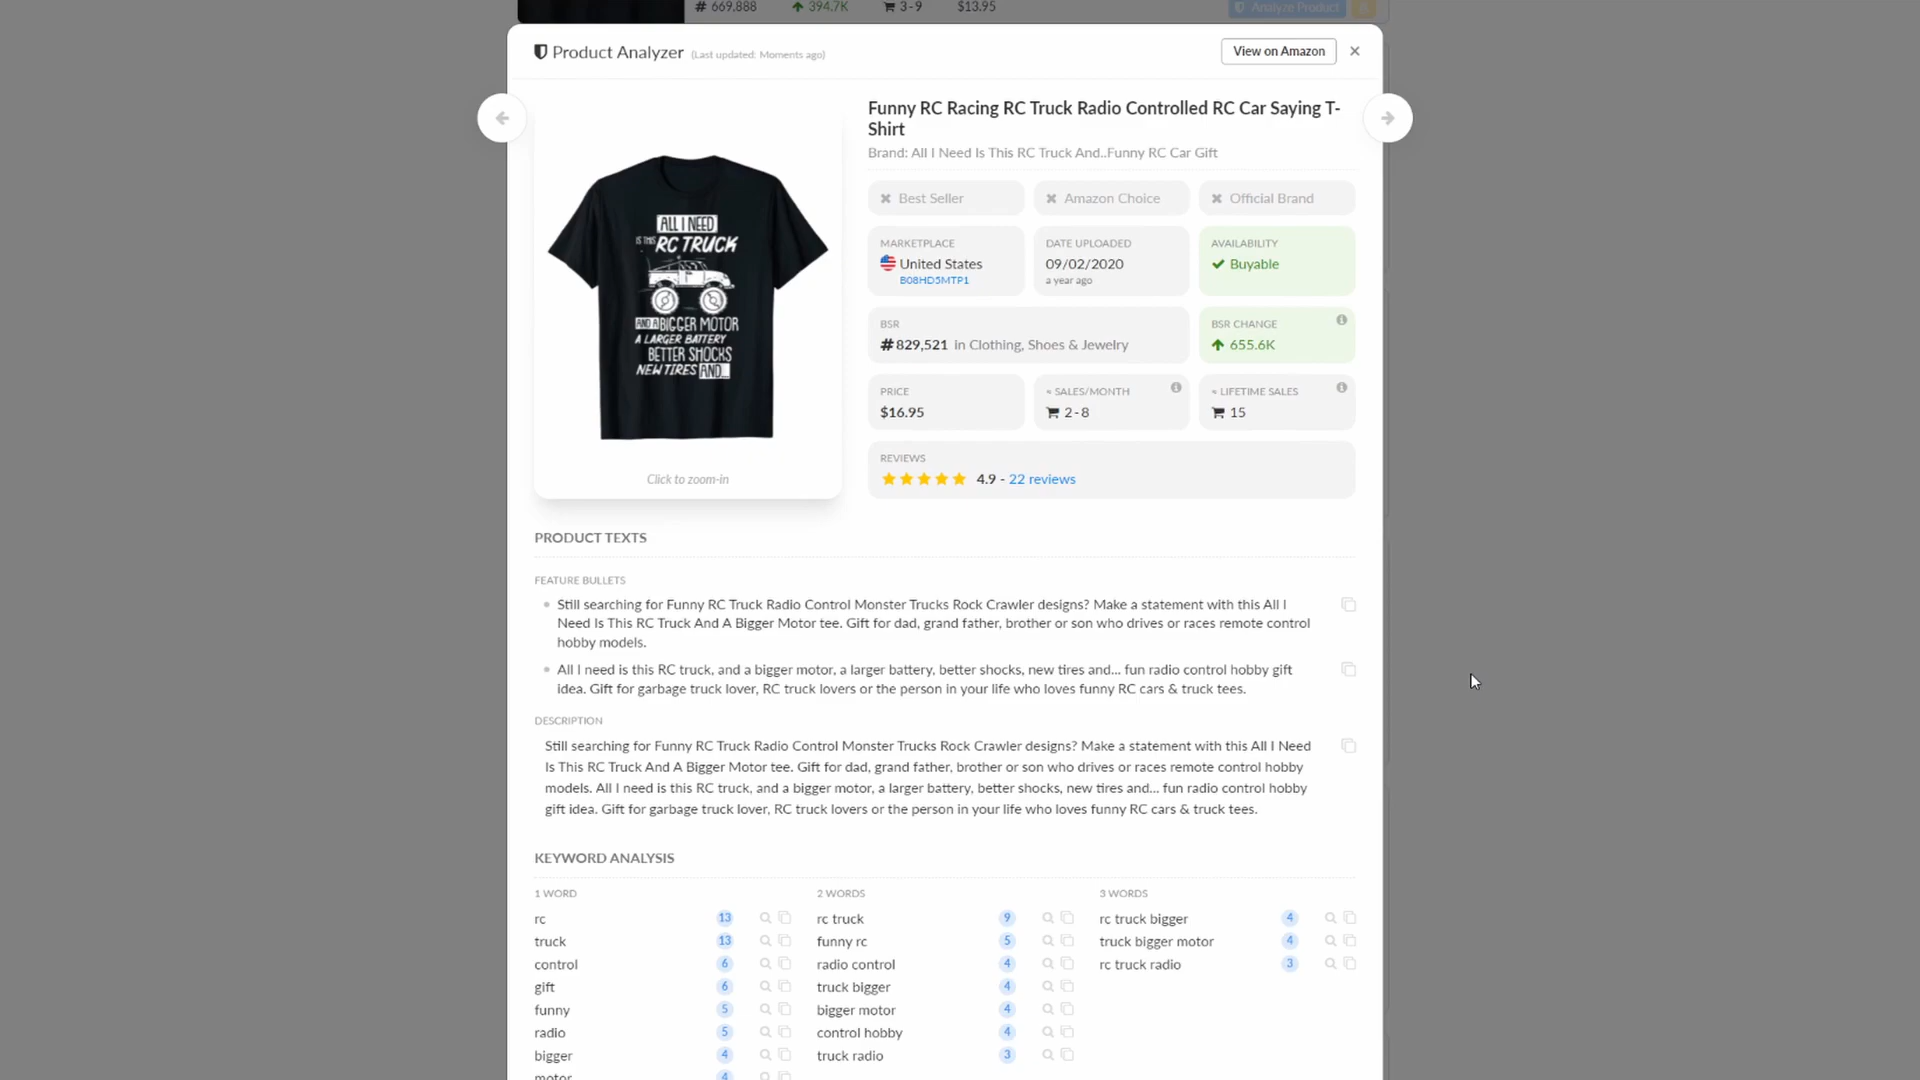 # 669,888 394.7K 3-9 $13.95 Analyze Product
Product Analyzer (Last updated: Moments ago) View on Amazon
Funny RC Racing RC Truck Radio Controlled RC Car Saying T-
Shirt
Brand: All I Need Is This RC Truck And..Funny RC Car Gift
Best Seller Amazon Choice Official Brand
MARKETPLACE DATE UPLOADED AVAILABILITY
United States 09/02/2020 Buyable
B08HD5MTP1 a year ago
BSR BSR CHANGE
#829,521 in Clothing, Shoes & Jewelry 655.6K
PRICE ≈ SALES/MONTH ≈ LIFETIME SALES
$16.95 2-8 15
REVIEWS
4.9 - 22 reviews
ALL I NEED
IS THIS RC TRUCK
AND A BIGGER MOTOR
A LARGER BATTERY
BETTER SHOCKS
NEW TIRES AND...
Click to zoom-in
PRODUCT TEXTS
FEATURE BULLETS
Still searching for Funny RC Truck Radio Control Monster Trucks Rock Crawler designs? Make a statement with this All I
Need Is This RC Truck And A Bigger Motor tee. Gift for dad, grand father, brother or son who drives or races remote control
hobby models.
All I need is this RC truck, and a bigger motor, a larger battery, better shocks, new tires and... fun radio control hobby gift
idea. Gift for garbage truck lover, RC truck lovers or the person in your life who loves funny RC cars & truck tees.
DESCRIPTION
Still searching for Funny RC Truck Radio Control Monster Trucks Rock Crawler designs? Make a statement with this All I Need
Is This RC Truck And A Bigger Motor tee. Gift for dad, grand father, brother or son who drives or races remote control hobby
models. All I need is this RC truck, and a bigger motor, a larger battery, better shocks, new tires and... fun radio control hobby
gift idea. Gift for garbage truck lover, RC truck lovers or the person in your life who loves funny RC cars & truck tees.
KEYWORD ANALYSIS
1 WORD 2 WORDS 3 WORDS
rc 13 rc truck 9 rc truck bigger 4
truck 13 funny rc 5 truck bigger motor 4
control 6 radio control 4 rc truck radio 3
gift 6 truck bigger 4
funny 5 bigger motor 4
radio 5 control hobby 4
bigger 4 truck radio 3
motor 4